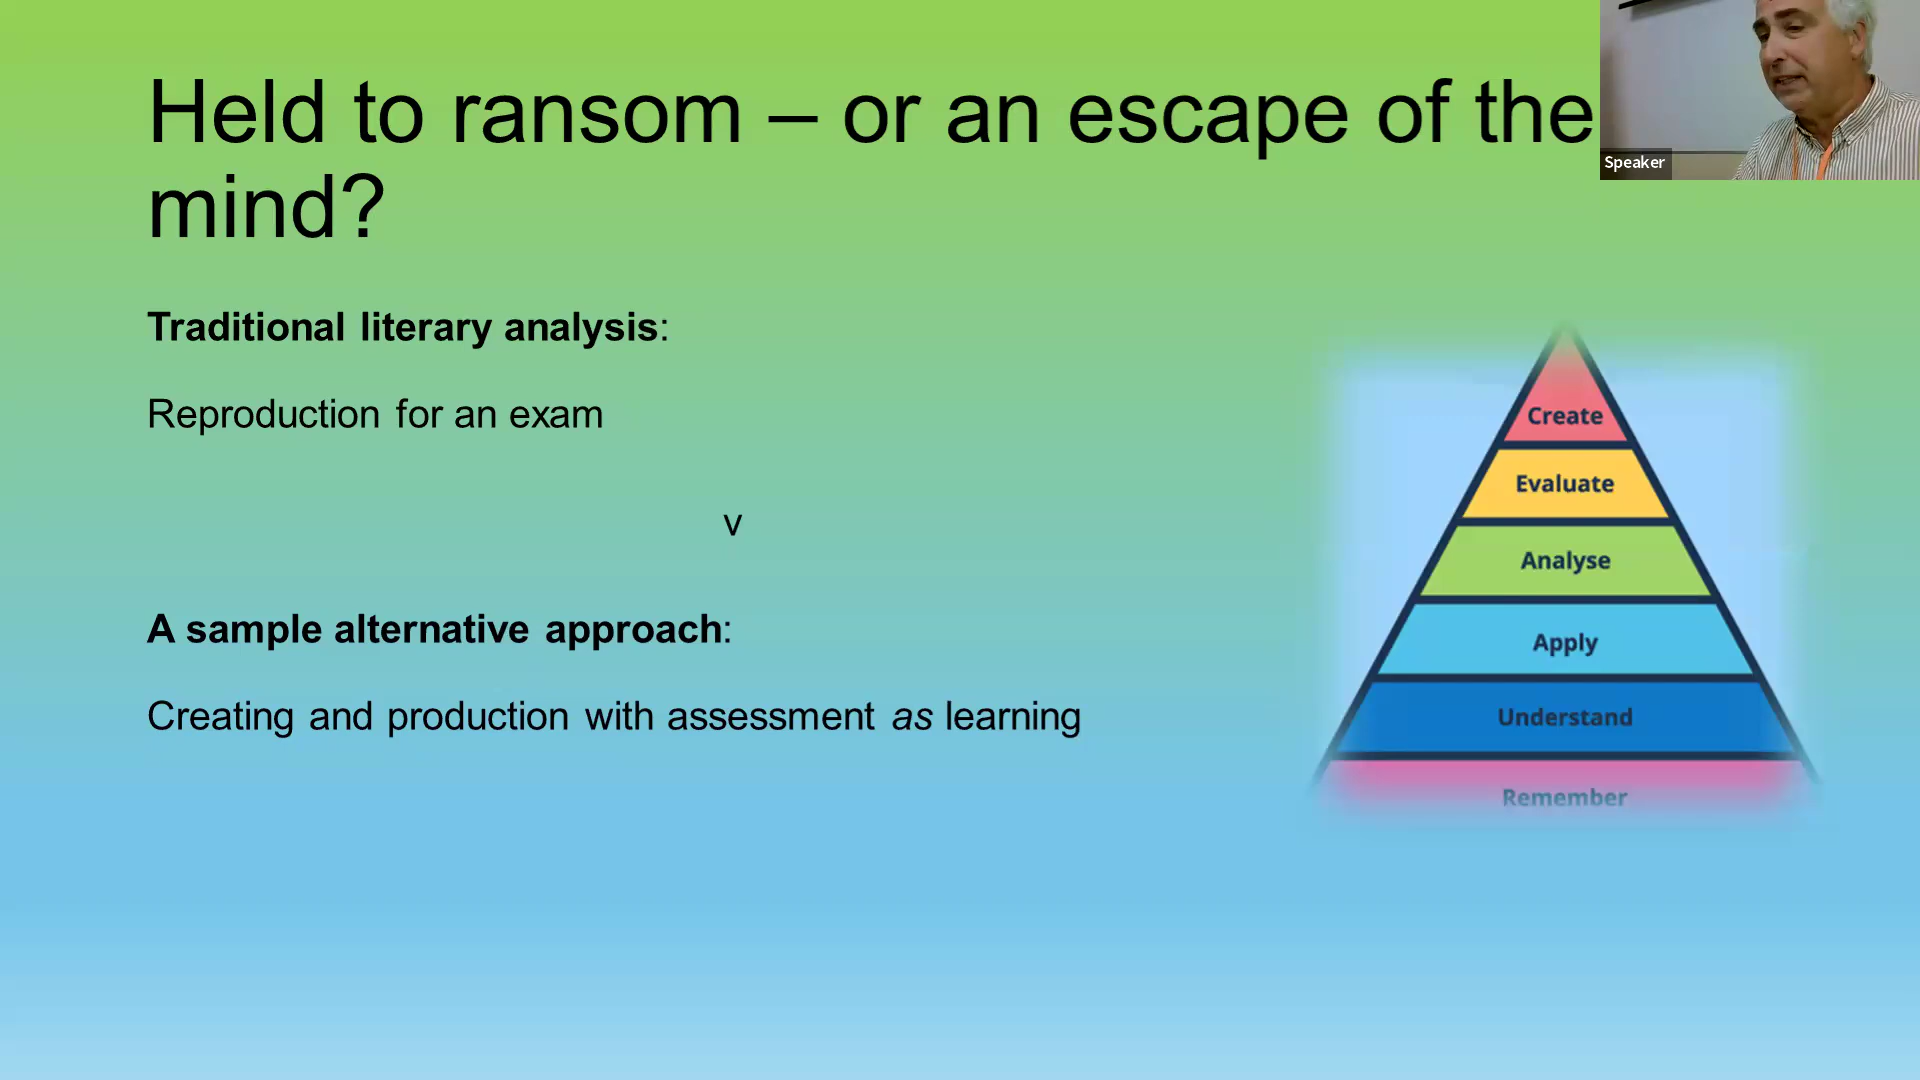 Held to ransom – or an escape of the
mind?
Speaker
Traditional literary analysis:
Reproduction for an exam
v
A sample alternative approach:
Creating and production with assessment as learning
Create
Evaluate
Analyse
Apply
Understand
Remember